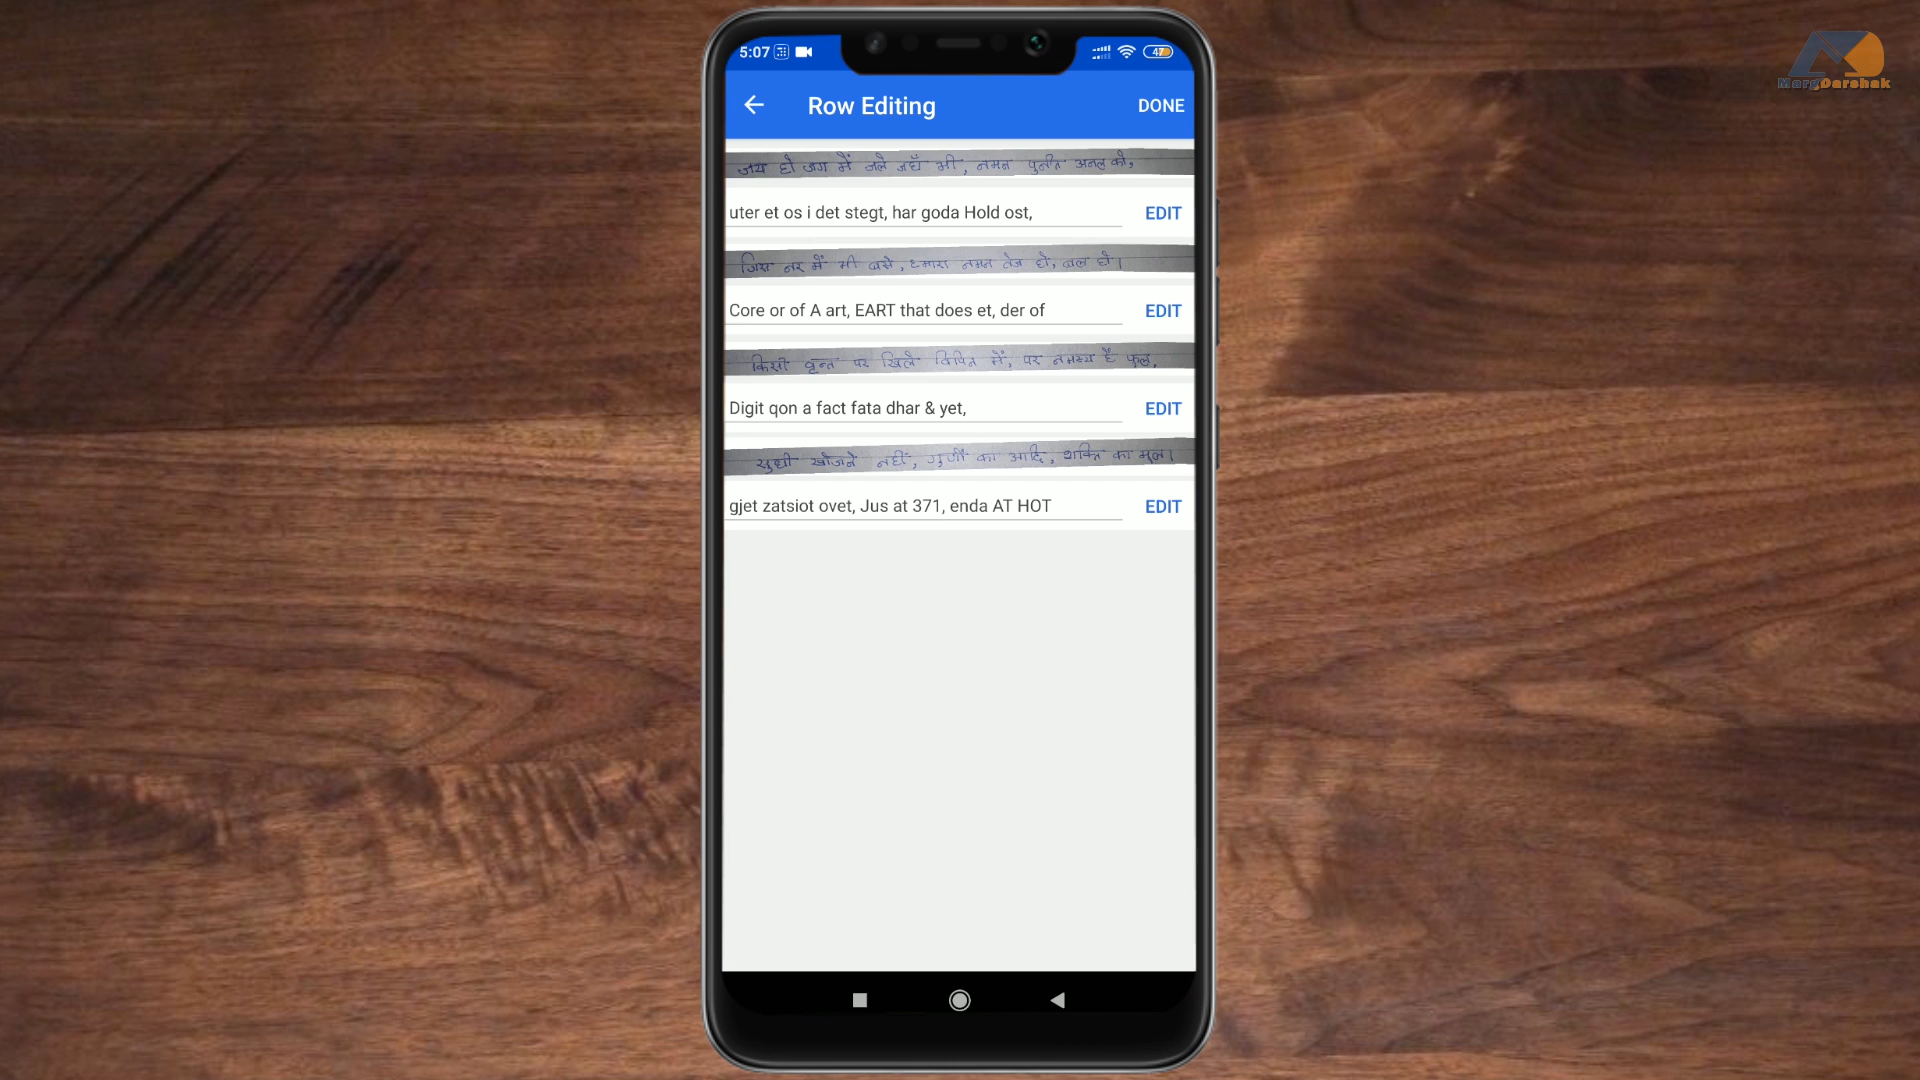 5:07
47
MargDarshak
Row Editing
DONE
जय हो जग में जले जहाँ भी, नमन पुनीत अनल को,
uter et os i det stegt, har goda Hold ost,
EDIT
जिस नर में भी बसे, हमारा नमन तेज को, बल को।
Core or of A art, EART that does et, der of
EDIT
किसी वृन्त पर खिले विपिन में, पर नमस्य है फूल,
Digit qon a fact fata dhar & yet,
EDIT
सुधी खोजते नहीं, गुणों का आदि, शक्ति का मूल।
gjet zatsiot ovet, Jus at 371, enda AT HOT
EDIT